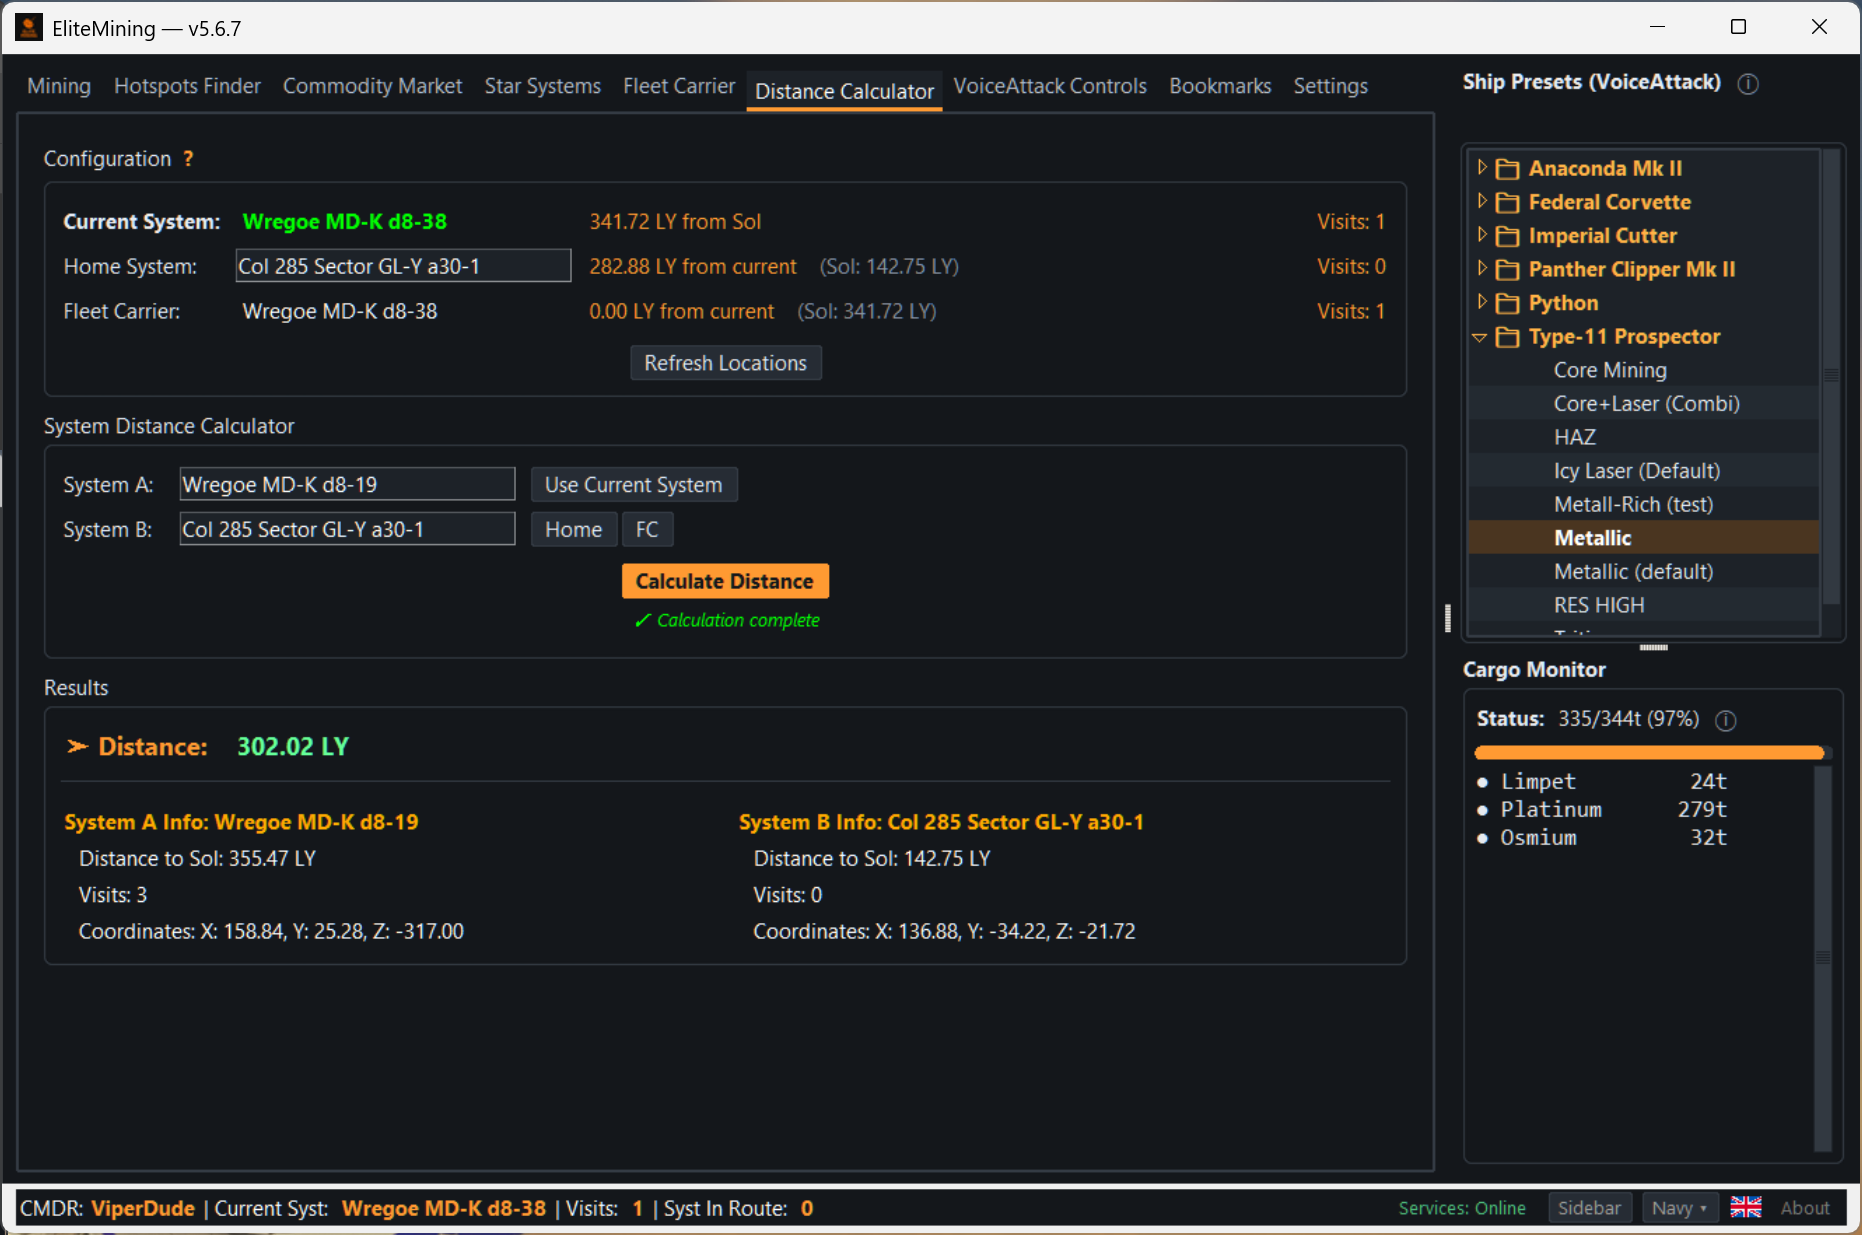 EliteMining — v5.6.7
Mining Hotspots Finder Commodity Market Star Systems Fleet Carrier Distance Calculator VoiceAttack Controls Bookmarks Settings
Configuration ?
Current System: Wregoe MD-K d8-38 341.72 LY from Sol Visits: 1
Home System: Col 285 Sector GL-Y a30-1 282.88 LY from current (Sol: 142.75 LY) Visits: 0
Fleet Carrier: Wregoe MD-K d8-38 0.00 LY from current (Sol: 341.72 LY) Visits: 1
Refresh Locations
System Distance Calculator
System A: Wregoe MD-K d8-19 Use Current System
System B: Col 285 Sector GL-Y a30-1 Home FC
Calculate Distance
✓ Calculation complete
Results
➢ Distance: 302.02 LY
System A Info: Wregoe MD-K d8-19
Distance to Sol: 355.47 LY
Visits: 3
Coordinates: X: 158.84, Y: 25.28, Z: -317.00
System B Info: Col 285 Sector GL-Y a30-1
Distance to Sol: 142.75 LY
Visits: 0
Coordinates: X: 136.88, Y: -34.22, Z: -21.72
Ship Presets (VoiceAttack) ⓘ
Anaconda Mk II
Federal Corvette
Imperial Cutter
Panther Clipper Mk II
Python
Type-11 Prospector
Core Mining
Core+Laser (Combi)
HAZ
Icy Laser (Default)
Metall-Rich (test)
Metallic
Metallic (default)
RES HIGH
Cargo Monitor
Status: 335/344t (97%) ⓘ
● Limpet 24t
● Platinum 279t
● Osmium 32t
CMDR: ViperDude | Current Syst: Wregoe MD-K d8-38 | Visits: 1 | Syst In Route: 0
Services: Online Sidebar Navy ▾ About